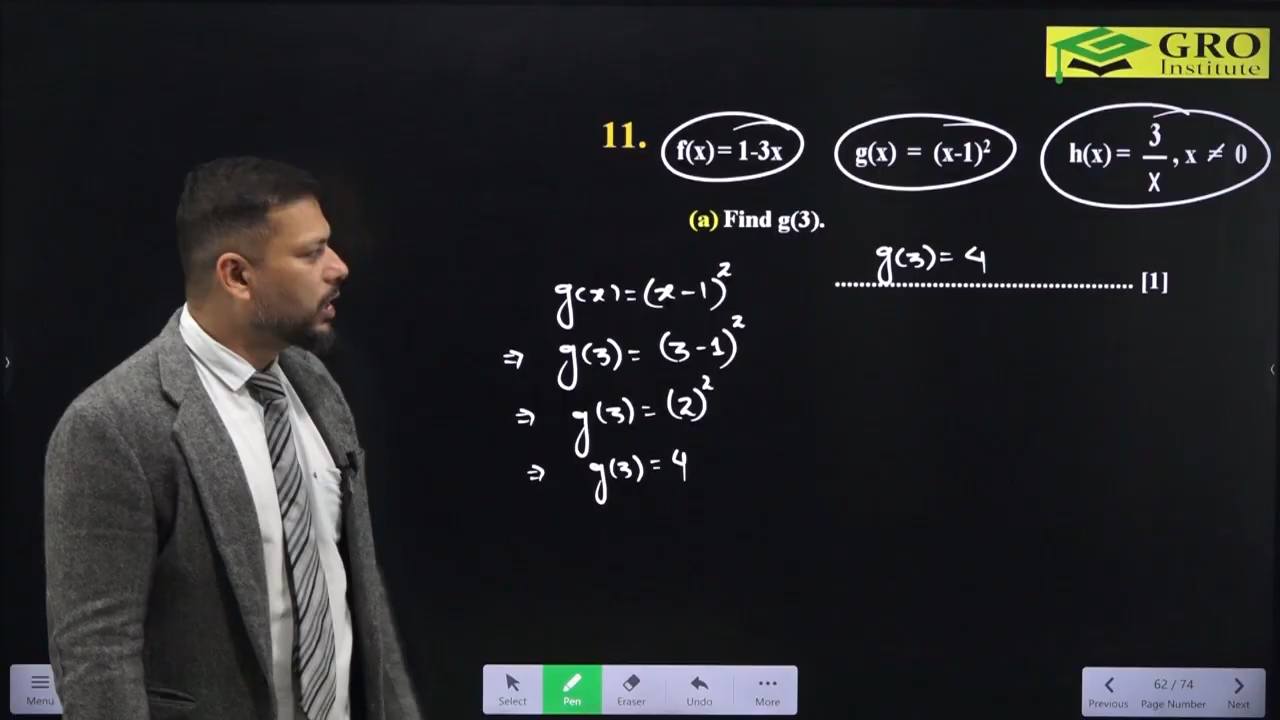 GRO
Institute
11. f(x)= 1-3x g(x) = (x-1)² h(x) = 3/x , x ≠ 0
(a) Find g(3).
g(3) = 4
.................................................. [1]
g(x) = (x-1)²
⇒ g(3) = (3-1)²
⇒ g(3) = (2)²
⇒ g(3) = 4
Menu Select Pen Eraser Undo More
62 / 74
Previous Page Number Next